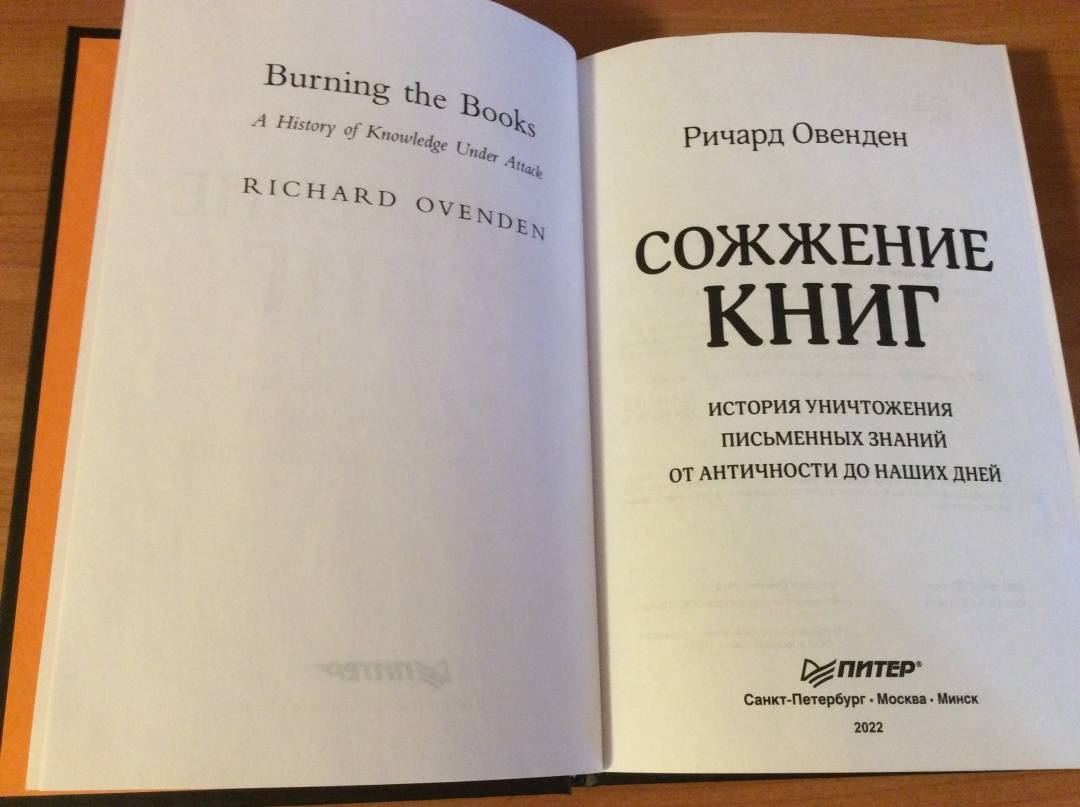 Burning the Books
A History of Knowledge Under Attack
RICHARD OVENDEN
Ричард Овенден
СОЖЖЕНИЕ
КНИГ
ИСТОРИЯ УНИЧТОЖЕНИЯ
ПИСЬМЕННЫХ ЗНАНИЙ
ОТ АНТИЧНОСТИ ДО НАШИХ ДНЕЙ
ПИТЕР®
Санкт-Петербург • Москва • Минск
2022